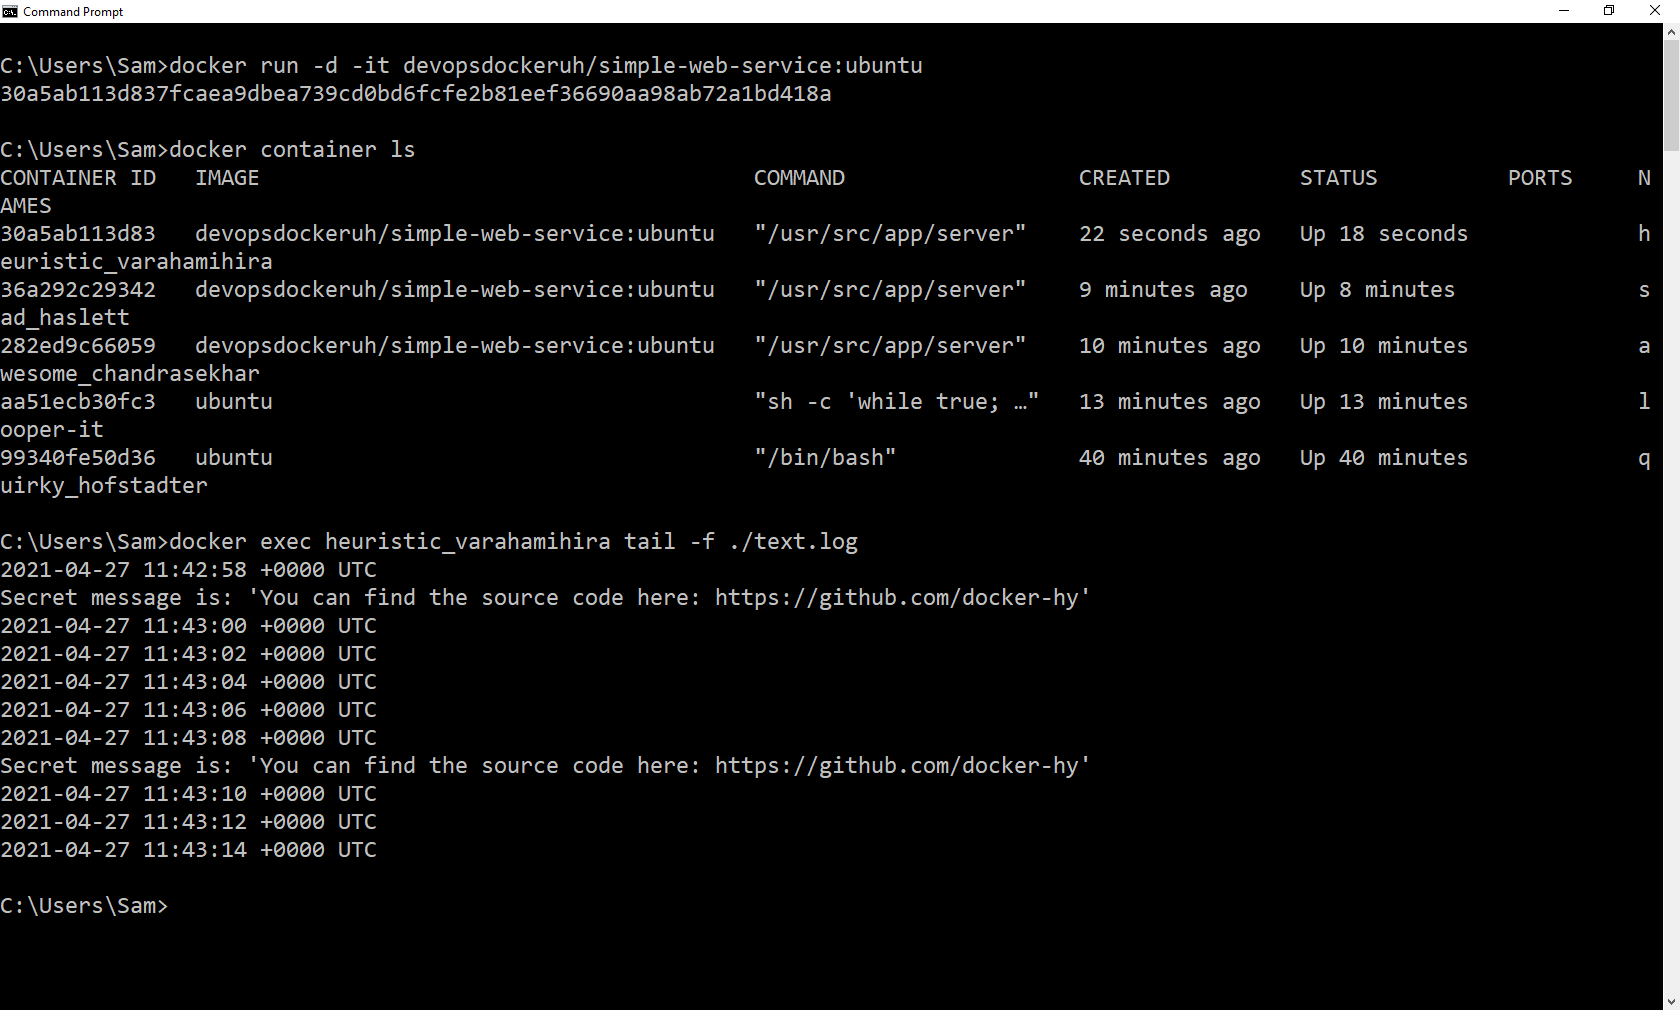 Command Prompt
C:\Users\Sam>docker run -d -it devopsdockeruh/simple-web-service:ubuntu
30a5ab113d837fcaea9dbea739cd0bd6fcfe2b81eef36690aa98ab72a1bd418a
C:\Users\Sam>docker container ls
CONTAINER ID   IMAGE                                      COMMAND                  CREATED          STATUS          PORTS     N
AMES
30a5ab113d83   devopsdockeruh/simple-web-service:ubuntu   "/usr/src/app/server"    22 seconds ago   Up 18 seconds             h
euristic_varahamihira
36a292c29342   devopsdockeruh/simple-web-service:ubuntu   "/usr/src/app/server"    9 minutes ago    Up 8 minutes              s
ad_haslett
282ed9c66059   devopsdockeruh/simple-web-service:ubuntu   "/usr/src/app/server"    10 minutes ago   Up 10 minutes             a
wesome_chandrasekhar
aa51ecb30fc3   ubuntu                                     "sh -c 'while true; …"   13 minutes ago   Up 13 minutes             l
ooper-it
99340fe50d36   ubuntu                                     "/bin/bash"              40 minutes ago   Up 40 minutes             q
uirky_hofstadter
C:\Users\Sam>docker exec heuristic_varahamihira tail -f ./text.log
2021-04-27 11:42:58 +0000 UTC
Secret message is: 'You can find the source code here: https://github.com/docker-hy'
2021-04-27 11:43:00 +0000 UTC
2021-04-27 11:43:02 +0000 UTC
2021-04-27 11:43:04 +0000 UTC
2021-04-27 11:43:06 +0000 UTC
2021-04-27 11:43:08 +0000 UTC
Secret message is: 'You can find the source code here: https://github.com/docker-hy'
2021-04-27 11:43:10 +0000 UTC
2021-04-27 11:43:12 +0000 UTC
2021-04-27 11:43:14 +0000 UTC
C:\Users\Sam>